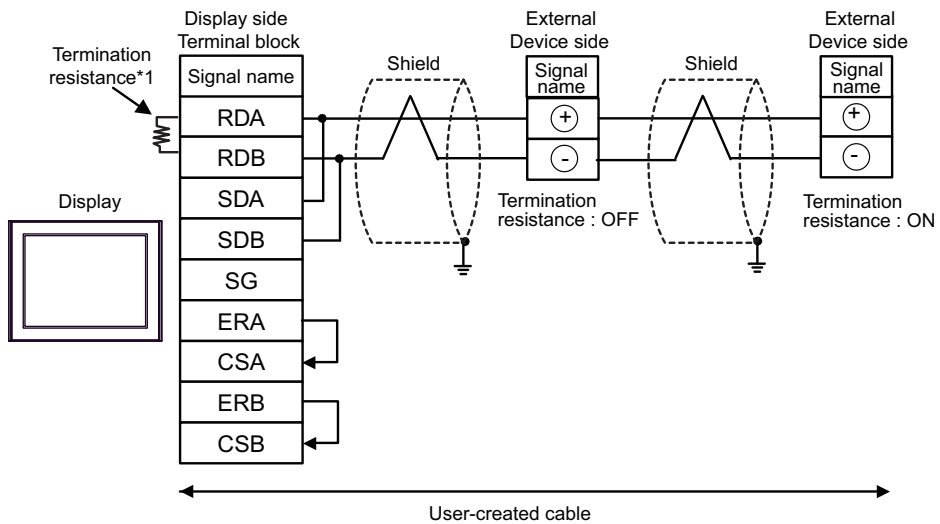 Display side
Terminal block
Termination
resistance*1
Signal name
RDA
RDB
SDA
SDB
SG
ERA
CSA
ERB
CSB
Display
Shield
External
Device side
Signal
name
+
-
Termination
resistance : OFF
Shield
External
Device side
Signal
name
+
-
Termination
resistance : ON
User-created cable